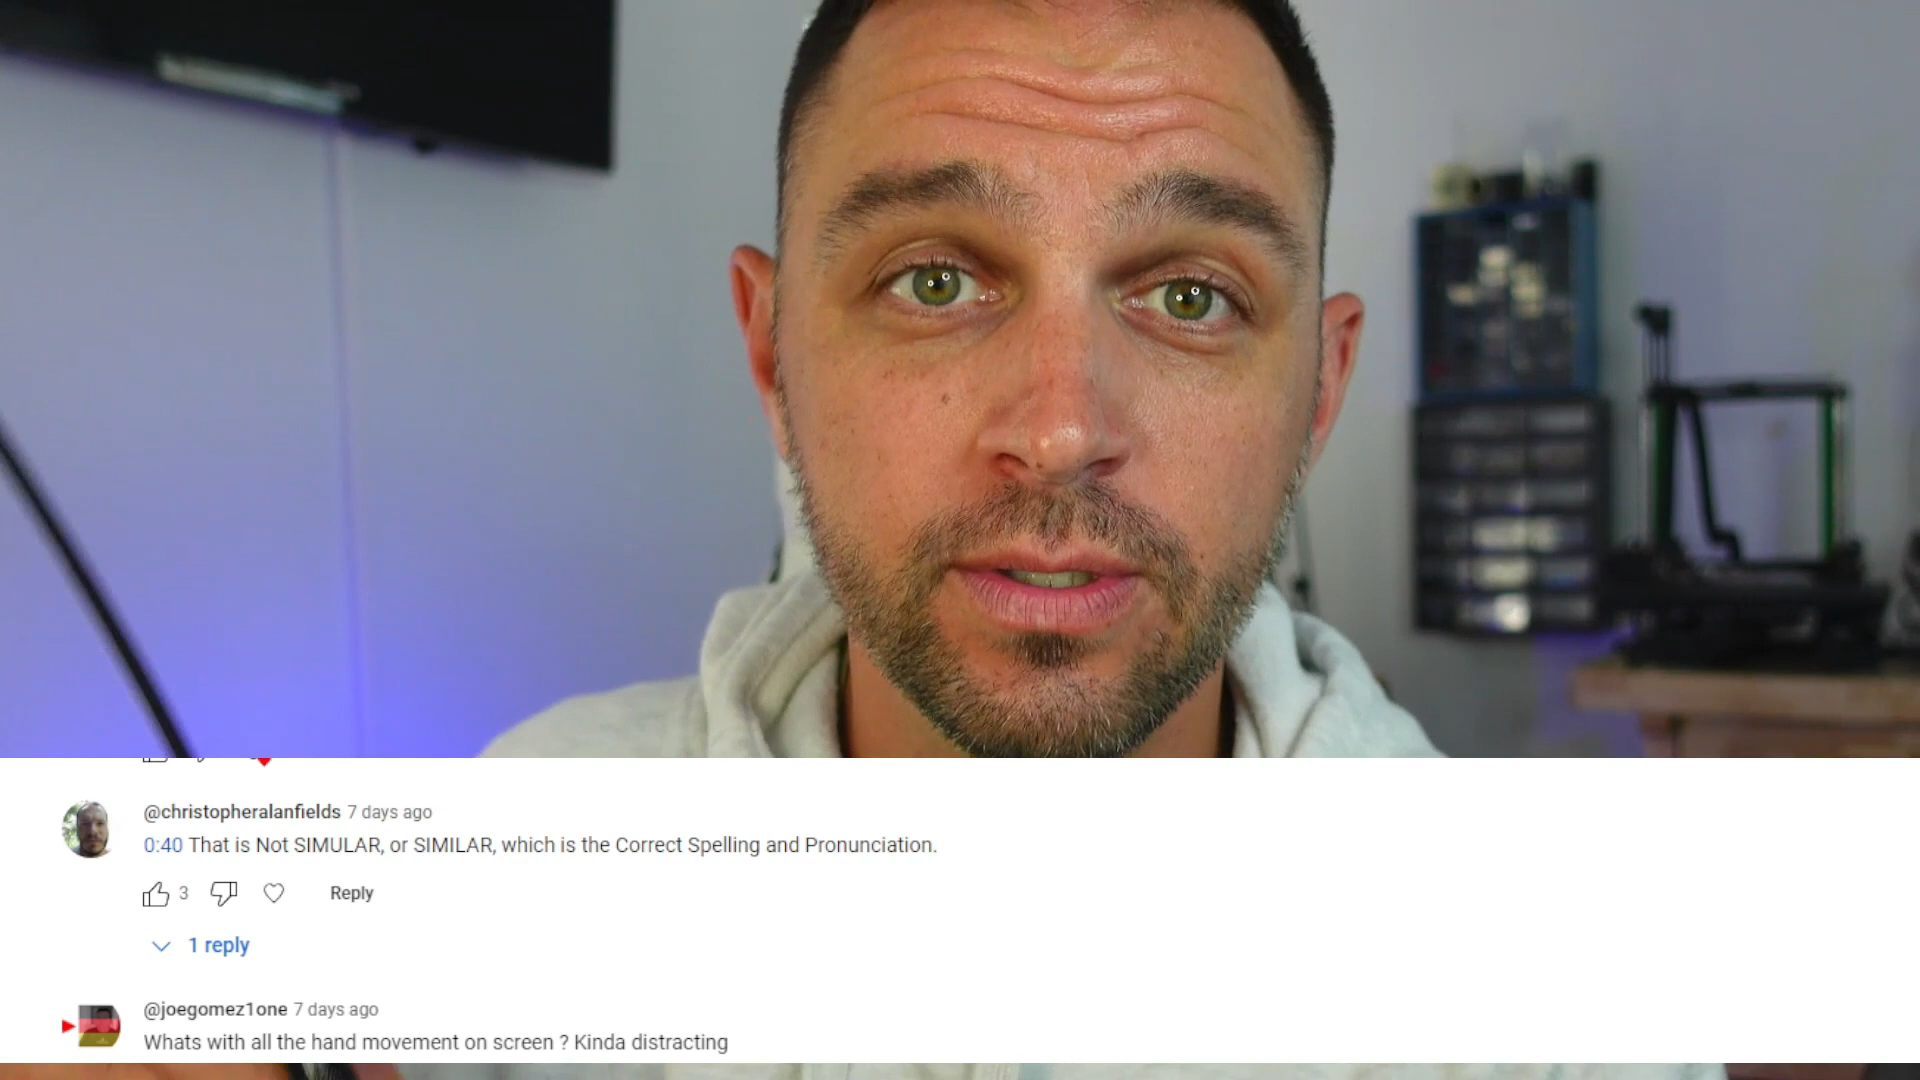 @christopheralanfields 7 days ago
0:40 That is Not SIMULAR, or SIMILAR, which is the Correct Spelling and Pronunciation.
3 Reply
1 reply
@joegomez1one 7 days ago
Whats with all the hand movement on screen ? Kinda distracting